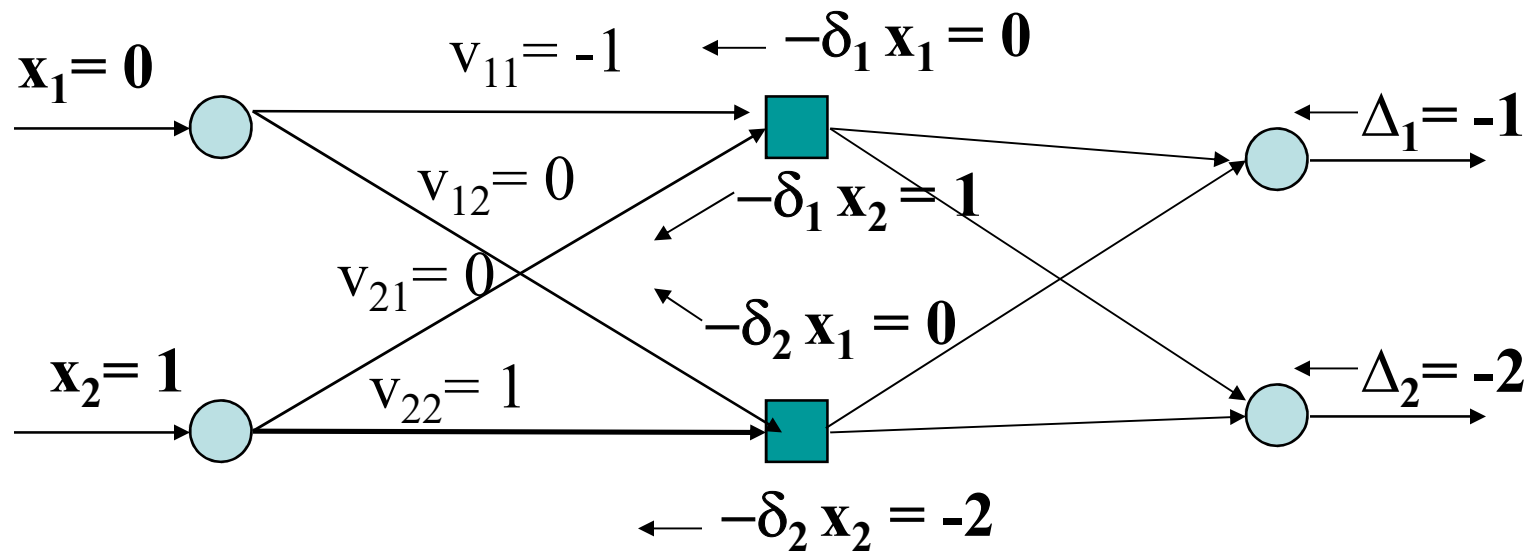 x₁= 0
v₁₁= -1
−δ₁ x₁ = 0
Δ₁= -1
v₁₂= 0
−δ₁ x₂ = 1
v₂₁= 0
−δ₂ x₁ = 0
x₂= 1
v₂₂= 1
Δ₂= -2
−δ₂ x₂ = -2